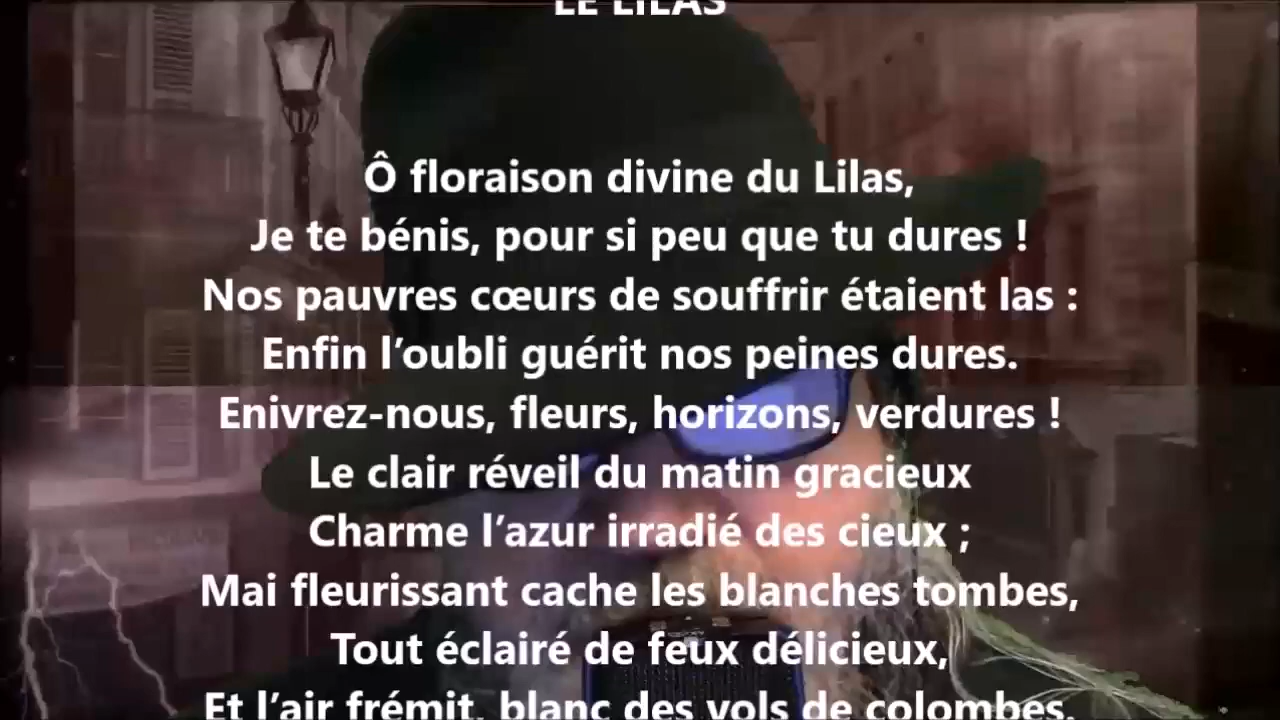 LE LILAS
Ô floraison divine du Lilas,
Je te bénis, pour si peu que tu dures !
Nos pauvres cœurs de souffrir étaient las :
Enfin l’oubli guérit nos peines dures.
Enivrez-nous, fleurs, horizons, verdures !
Le clair réveil du matin gracieux
Charme l’azur irradié des cieux ;
Mai fleurissant cache les blanches tombes,
Tout éclairé de feux délicieux,
Et l’air frémit, blanc des vols de colombes.